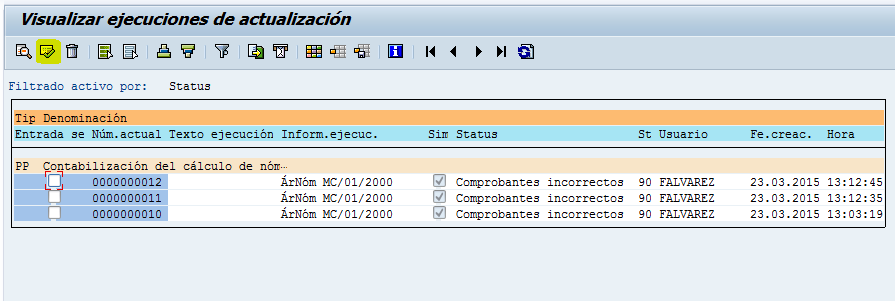 Visualizar ejecuciones de actualización
Filtrado activo por: Status
Tip Denominación
Entrada se Núm.actual Texto ejecución Inform.ejecuc. Sim Status St Usuario Fe.creac. Hora
PP Contabilización del cálculo de nóm…
0000000012 ÁrNóm MC/01/2000 Comprobantes incorrectos 90 FALVAREZ 23.03.2015 13:12:45
0000000011 ÁrNóm MC/01/2000 Comprobantes incorrectos 90 FALVAREZ 23.03.2015 13:12:35
0000000010 ÁrNóm MC/01/2000 Comprobantes incorrectos 90 FALVAREZ 23.03.2015 13:03:19